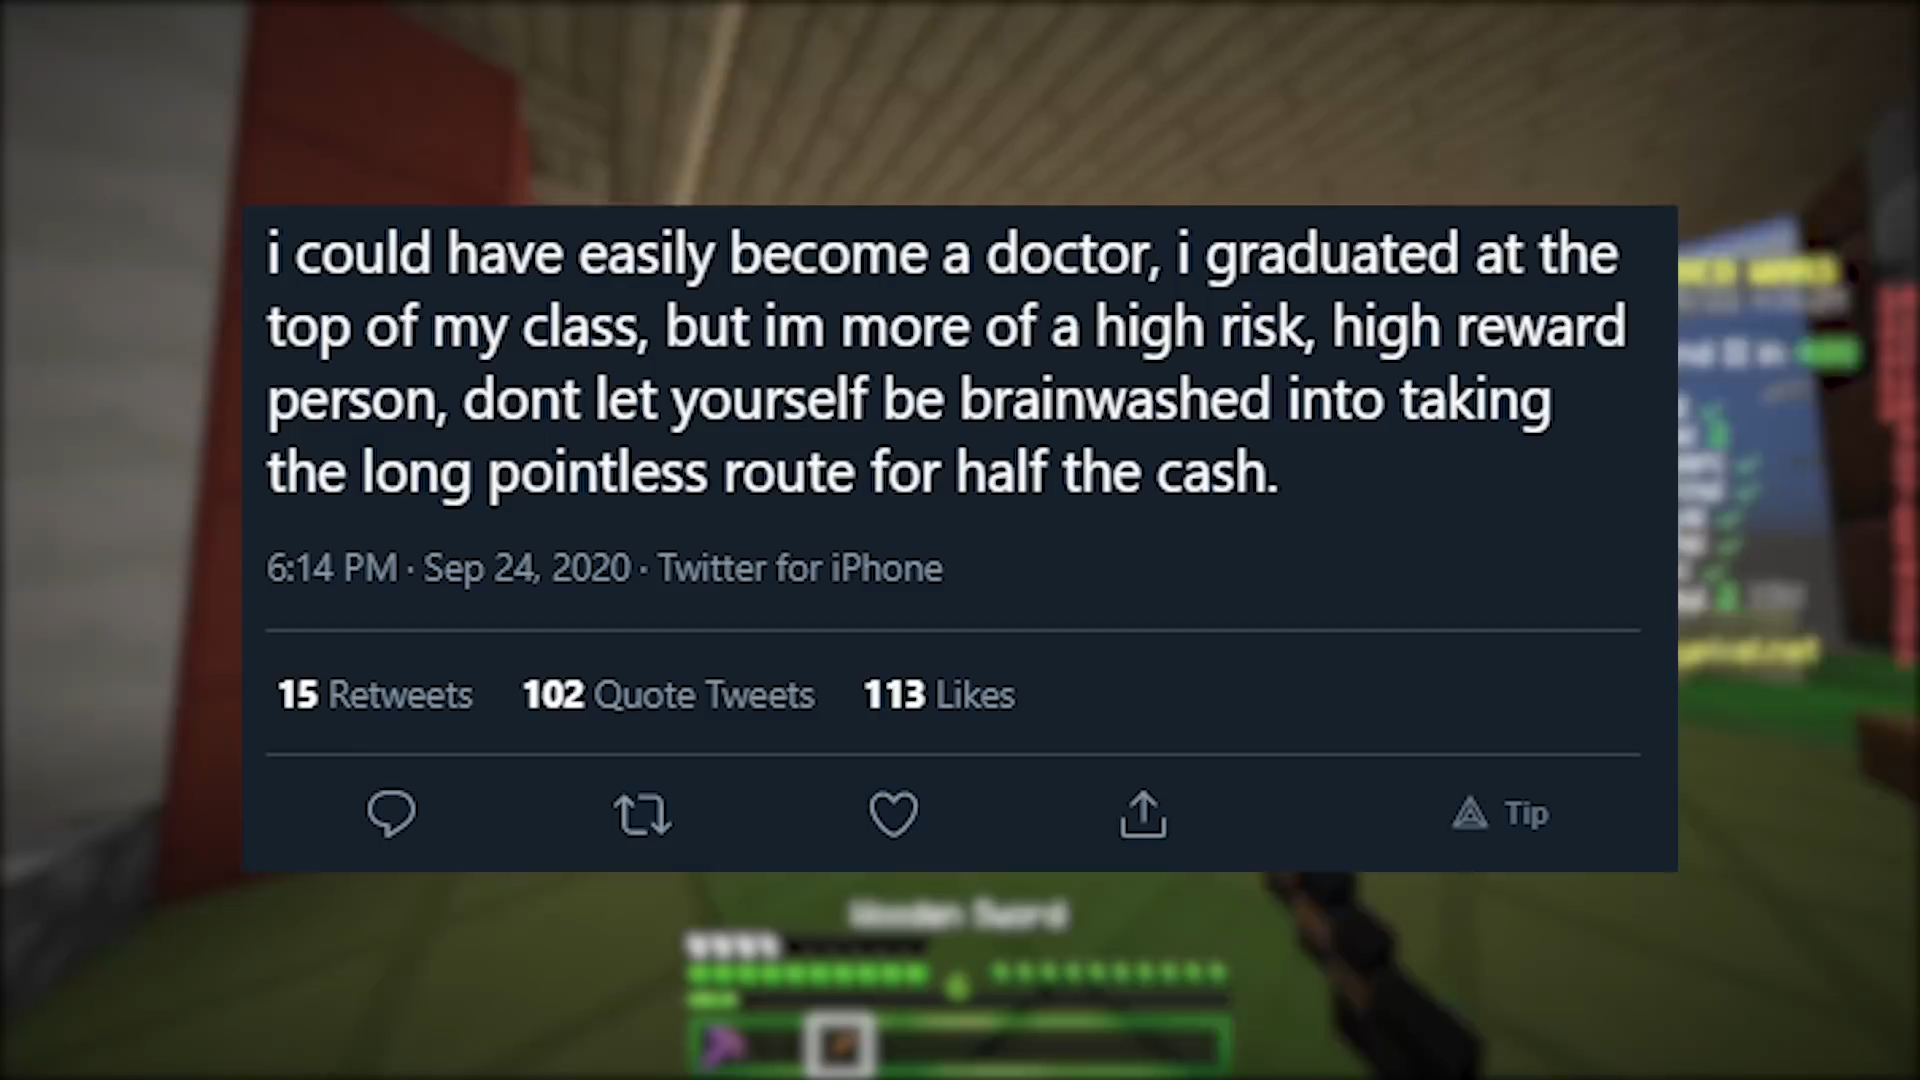 i could have easily become a doctor, i graduated at the
top of my class, but im more of a high risk, high reward
person, dont let yourself be brainwashed into taking
the long pointless route for half the cash.
6:14 PM · Sep 24, 2020 · Twitter for iPhone
15 Retweets 102 Quote Tweets 113 Likes
Tip
Wooden Sword